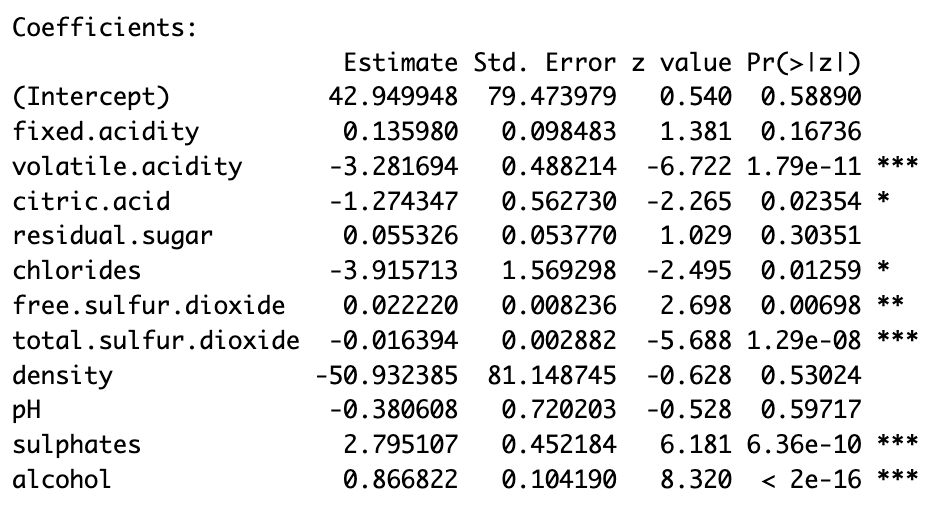 Coefficients:
                       Estimate Std. Error z value Pr(>|z|)
(Intercept)           42.949948  79.473979   0.540  0.58890
fixed.acidity          0.135980   0.098483   1.381  0.16736
volatile.acidity      -3.281694   0.488214  -6.722 1.79e-11 ***
citric.acid           -1.274347   0.562730  -2.265  0.02354 *
residual.sugar         0.055326   0.053770   1.029  0.30351
chlorides             -3.915713   1.569298  -2.495  0.01259 *
free.sulfur.dioxide    0.022220   0.008236   2.698  0.00698 **
total.sulfur.dioxide  -0.016394   0.002882  -5.688 1.29e-08 ***
density              -50.932385  81.148745  -0.628  0.53024
pH                    -0.380608   0.720203  -0.528  0.59717
sulphates              2.795107   0.452184   6.181 6.36e-10 ***
alcohol                0.866822   0.104190   8.320  < 2e-16 ***